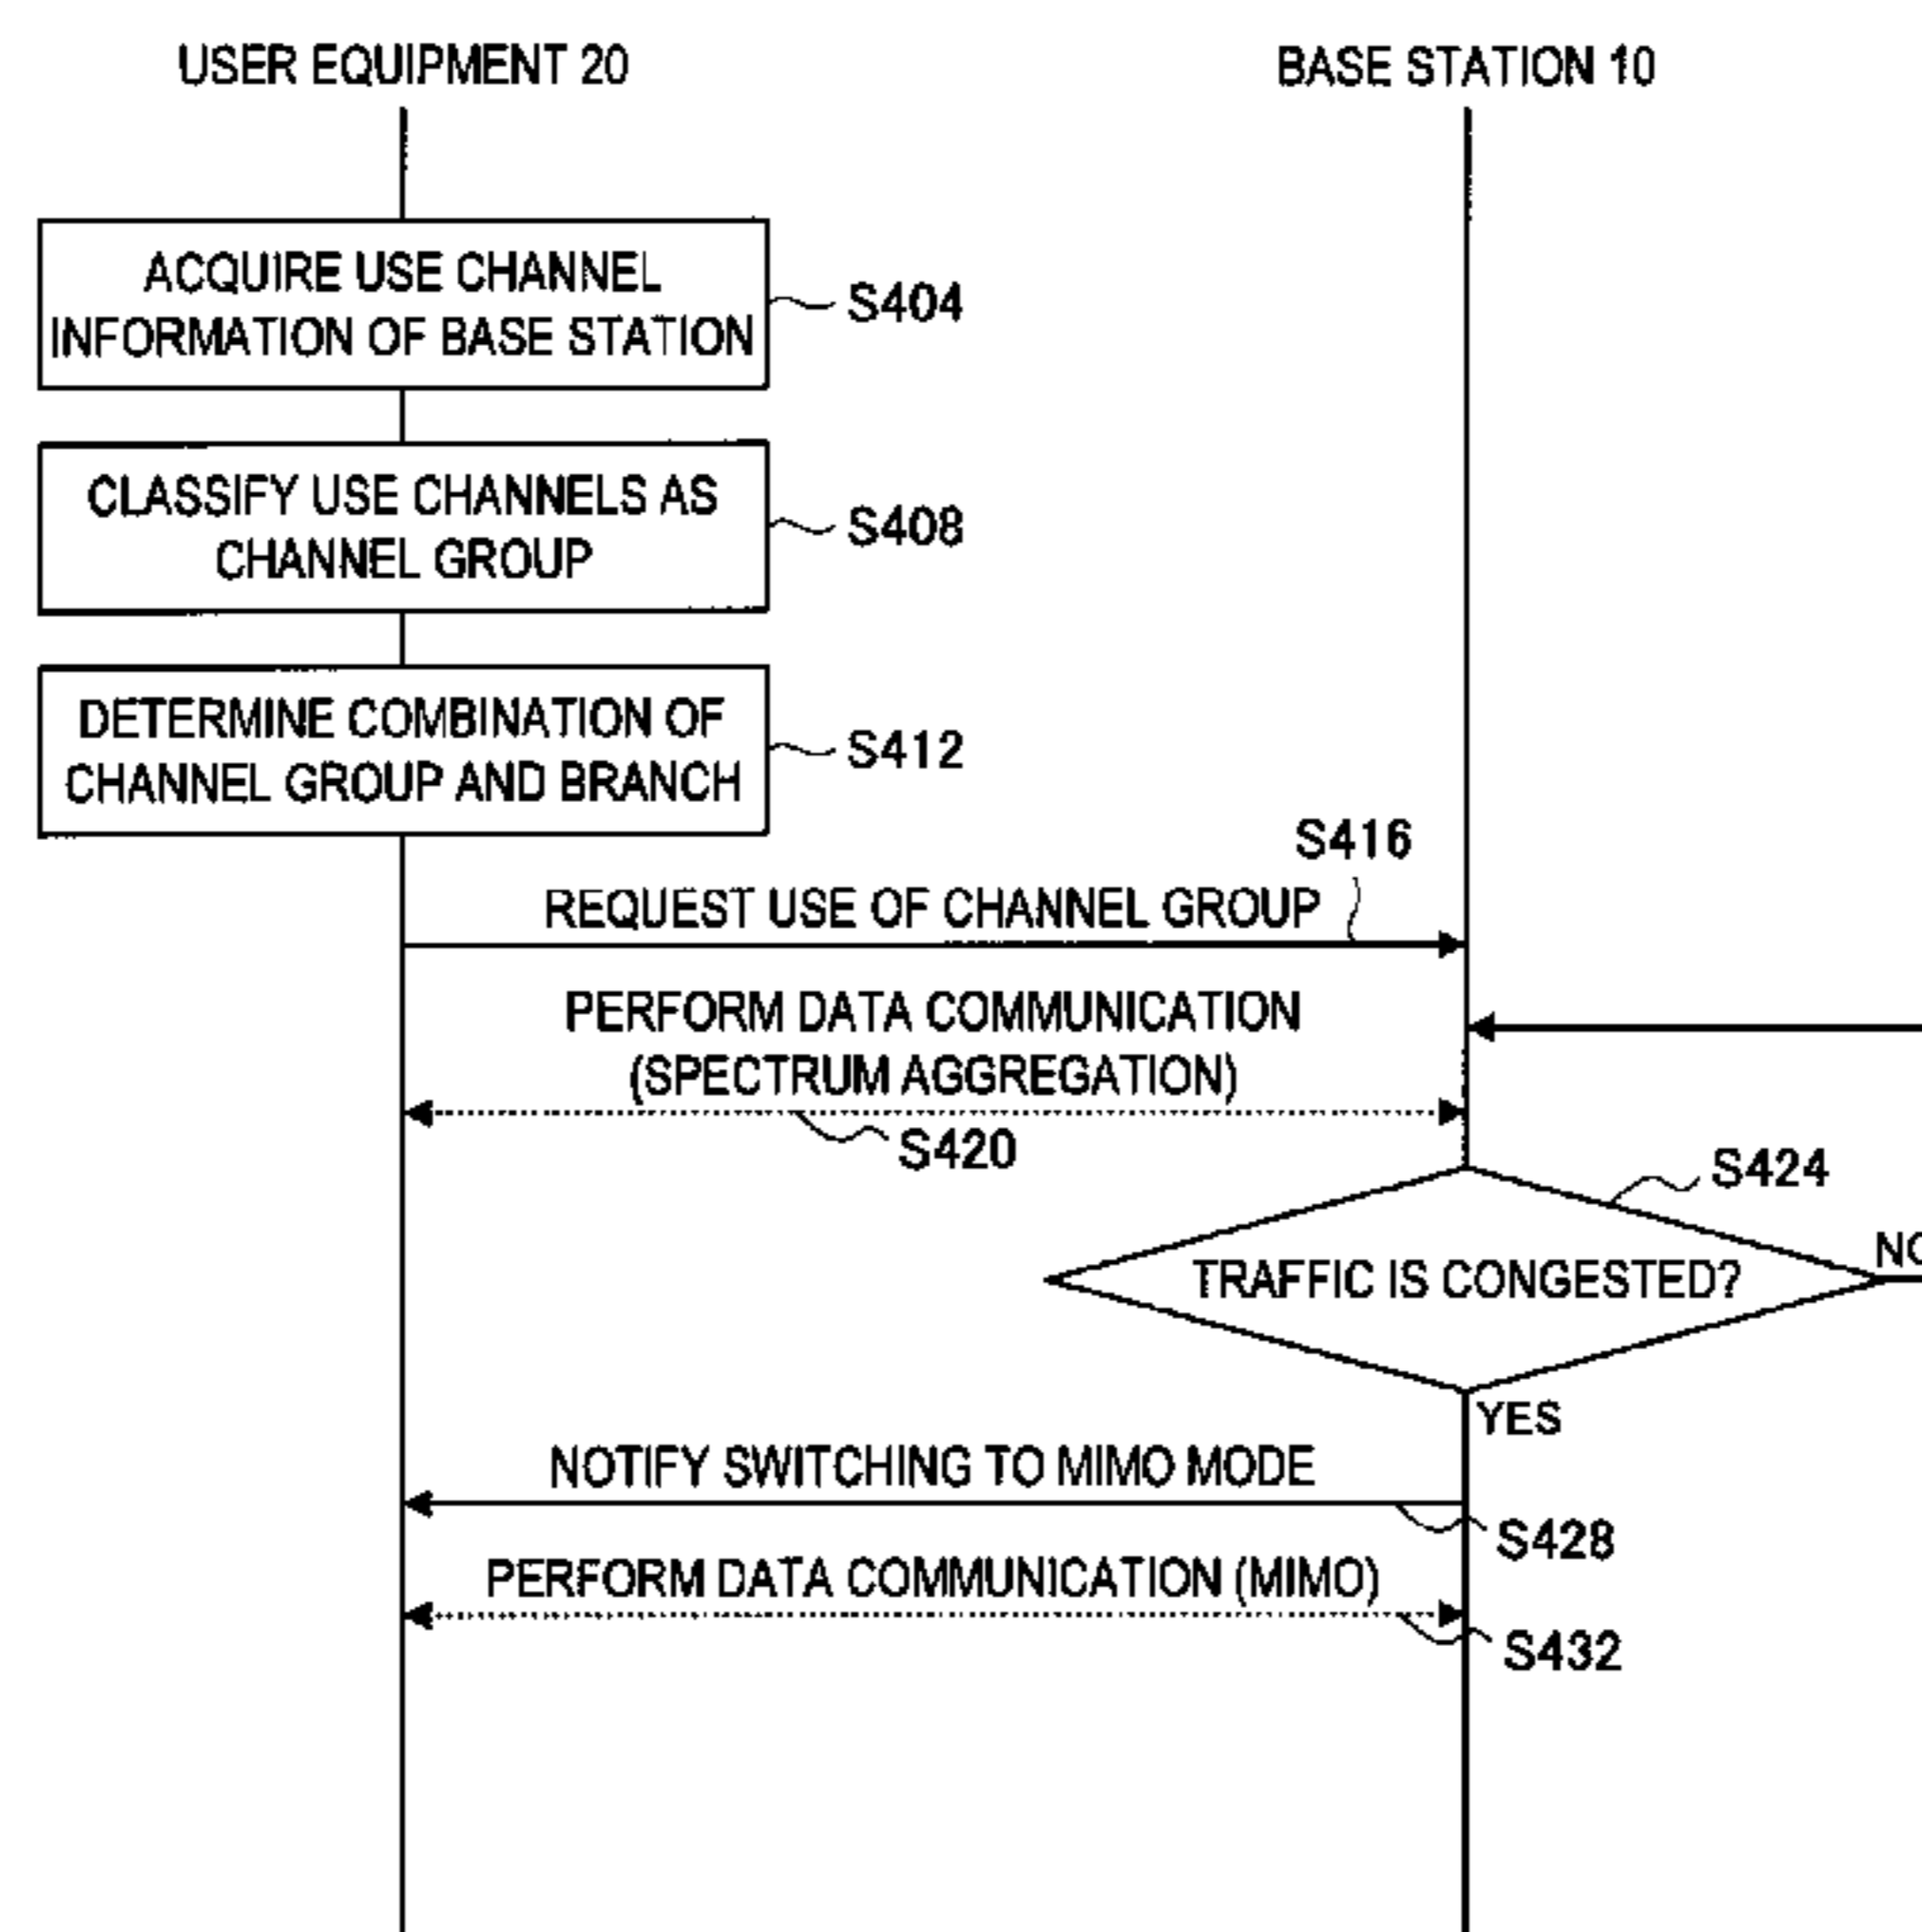 USER EQUIPMENT 20
BASE STATION 10
ACQUIRE USE CHANNEL
INFORMATION OF BASE STATION
S404
CLASSIFY USE CHANNELS AS
CHANNEL GROUP
S408
DETERMINE COMBINATION OF
CHANNEL GROUP AND BRANCH
S412
S416
REQUEST USE OF CHANNEL GROUP
PERFORM DATA COMMUNICATION
(SPECTRUM AGGREGATION)
S420
S424
TRAFFIC IS CONGESTED?
NO
YES
NOTIFY SWITCHING TO MIMO MODE
S428
PERFORM DATA COMMUNICATION (MIMO)
S432